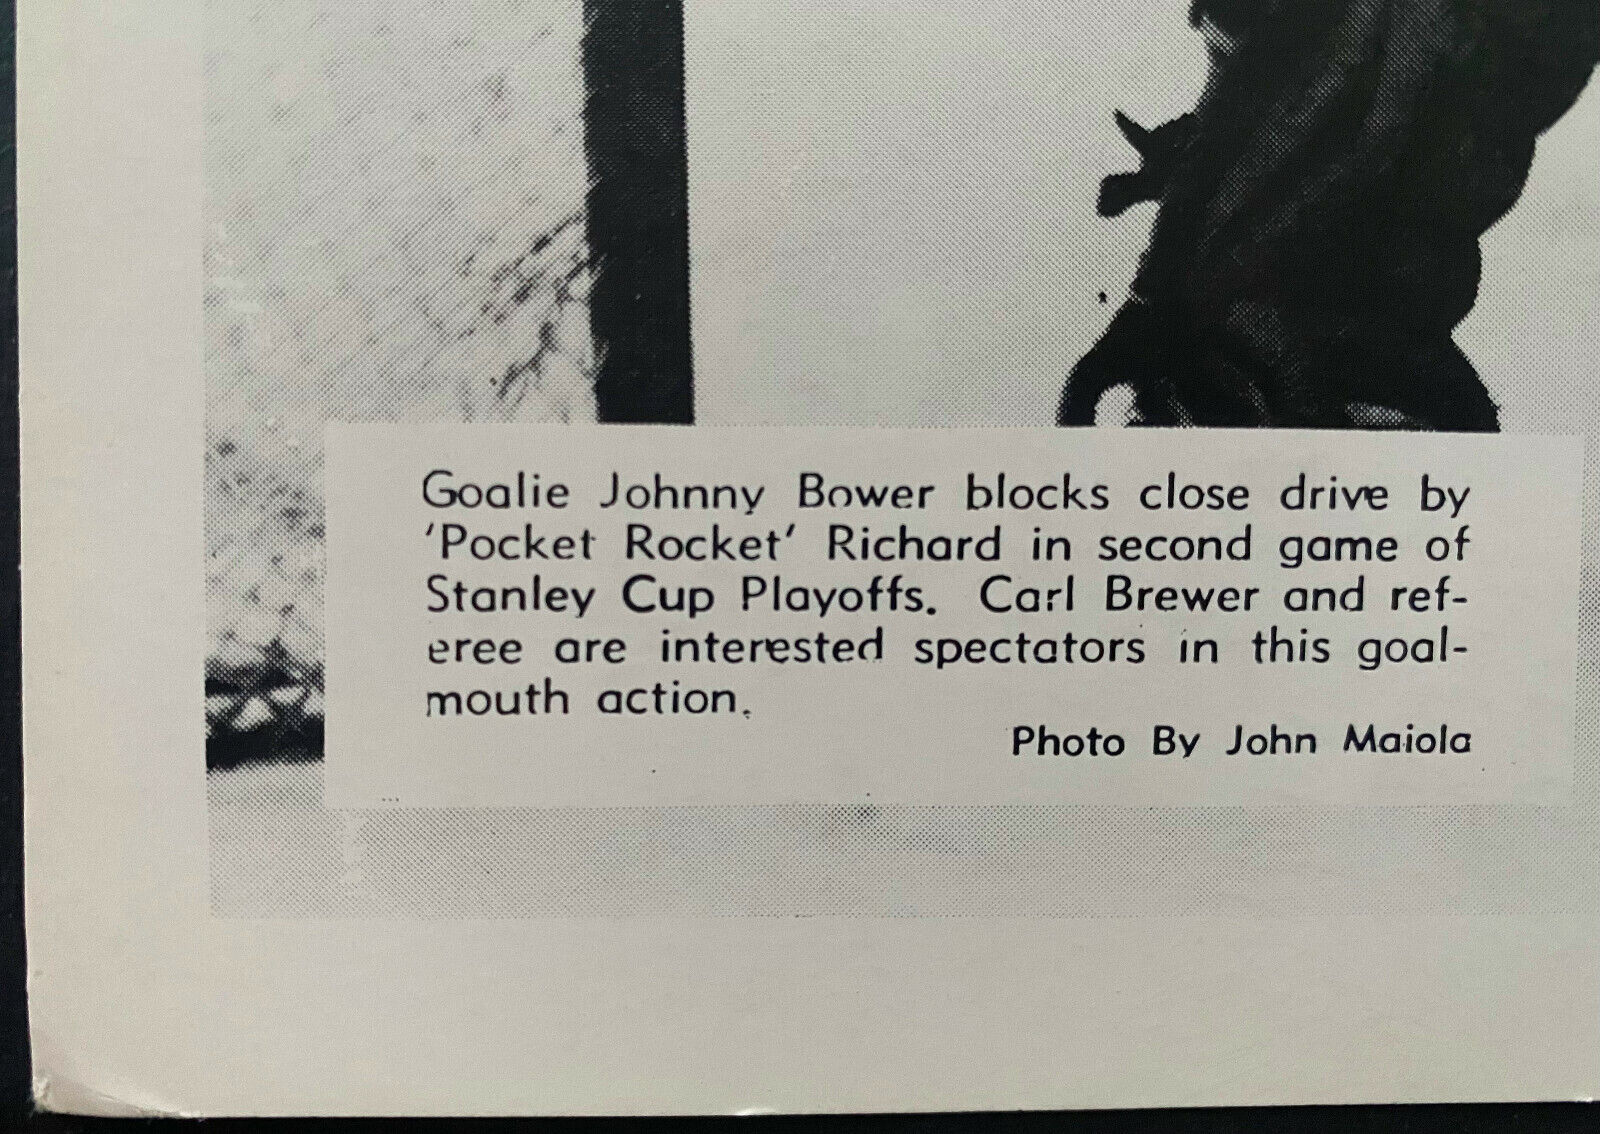 Goalie Johnny Bower blocks close drive by
'Pocket Rocket' Richard in second game of
Stanley Cup Playoffs. Carl Brewer and ref-
eree are interested spectators in this goal-
mouth action.
Photo By John Maiola